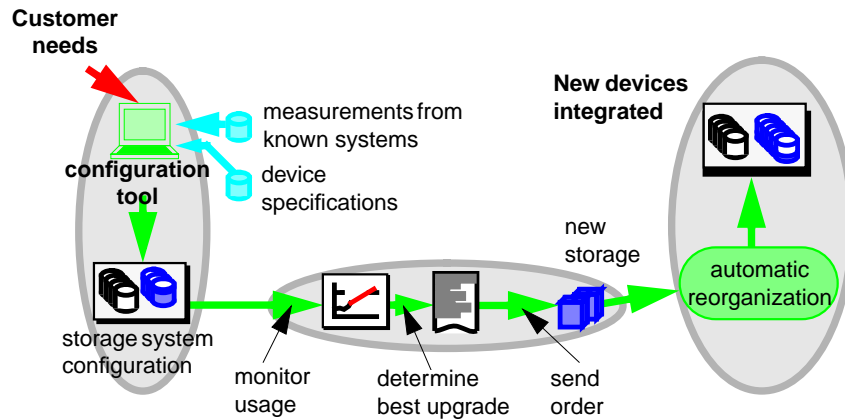 Customer
needs
measurements from
known systems
configuration
tool
device
specifications
storage system
configuration
monitor
usage
determine
best upgrade
send
order
new
storage
New devices
integrated
automatic
reorganization